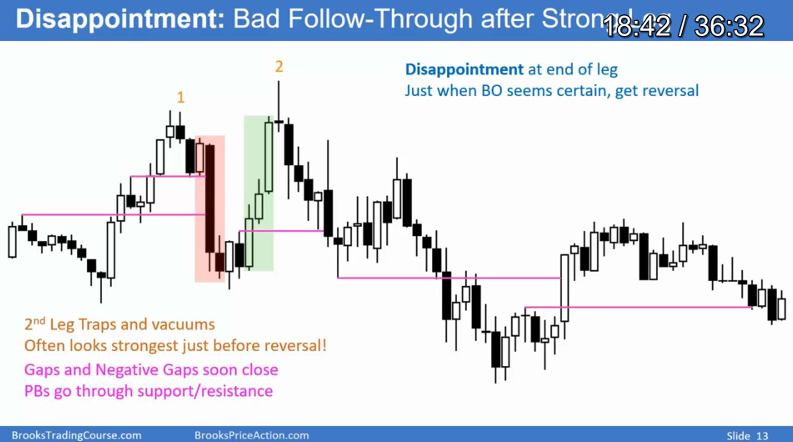 Disappointment: Bad Follow-Through after Strong Leg
18:42 / 36:32
1
2
Disappointment at end of leg
Just when BO seems certain, get reversal
2nd Leg Traps and vacuums
Often looks strongest just before reversal!
Gaps and Negative Gaps soon close
PBs go through support/resistance
BrooksTradingCourse.com
BrooksPriceAction.com
Slide 13